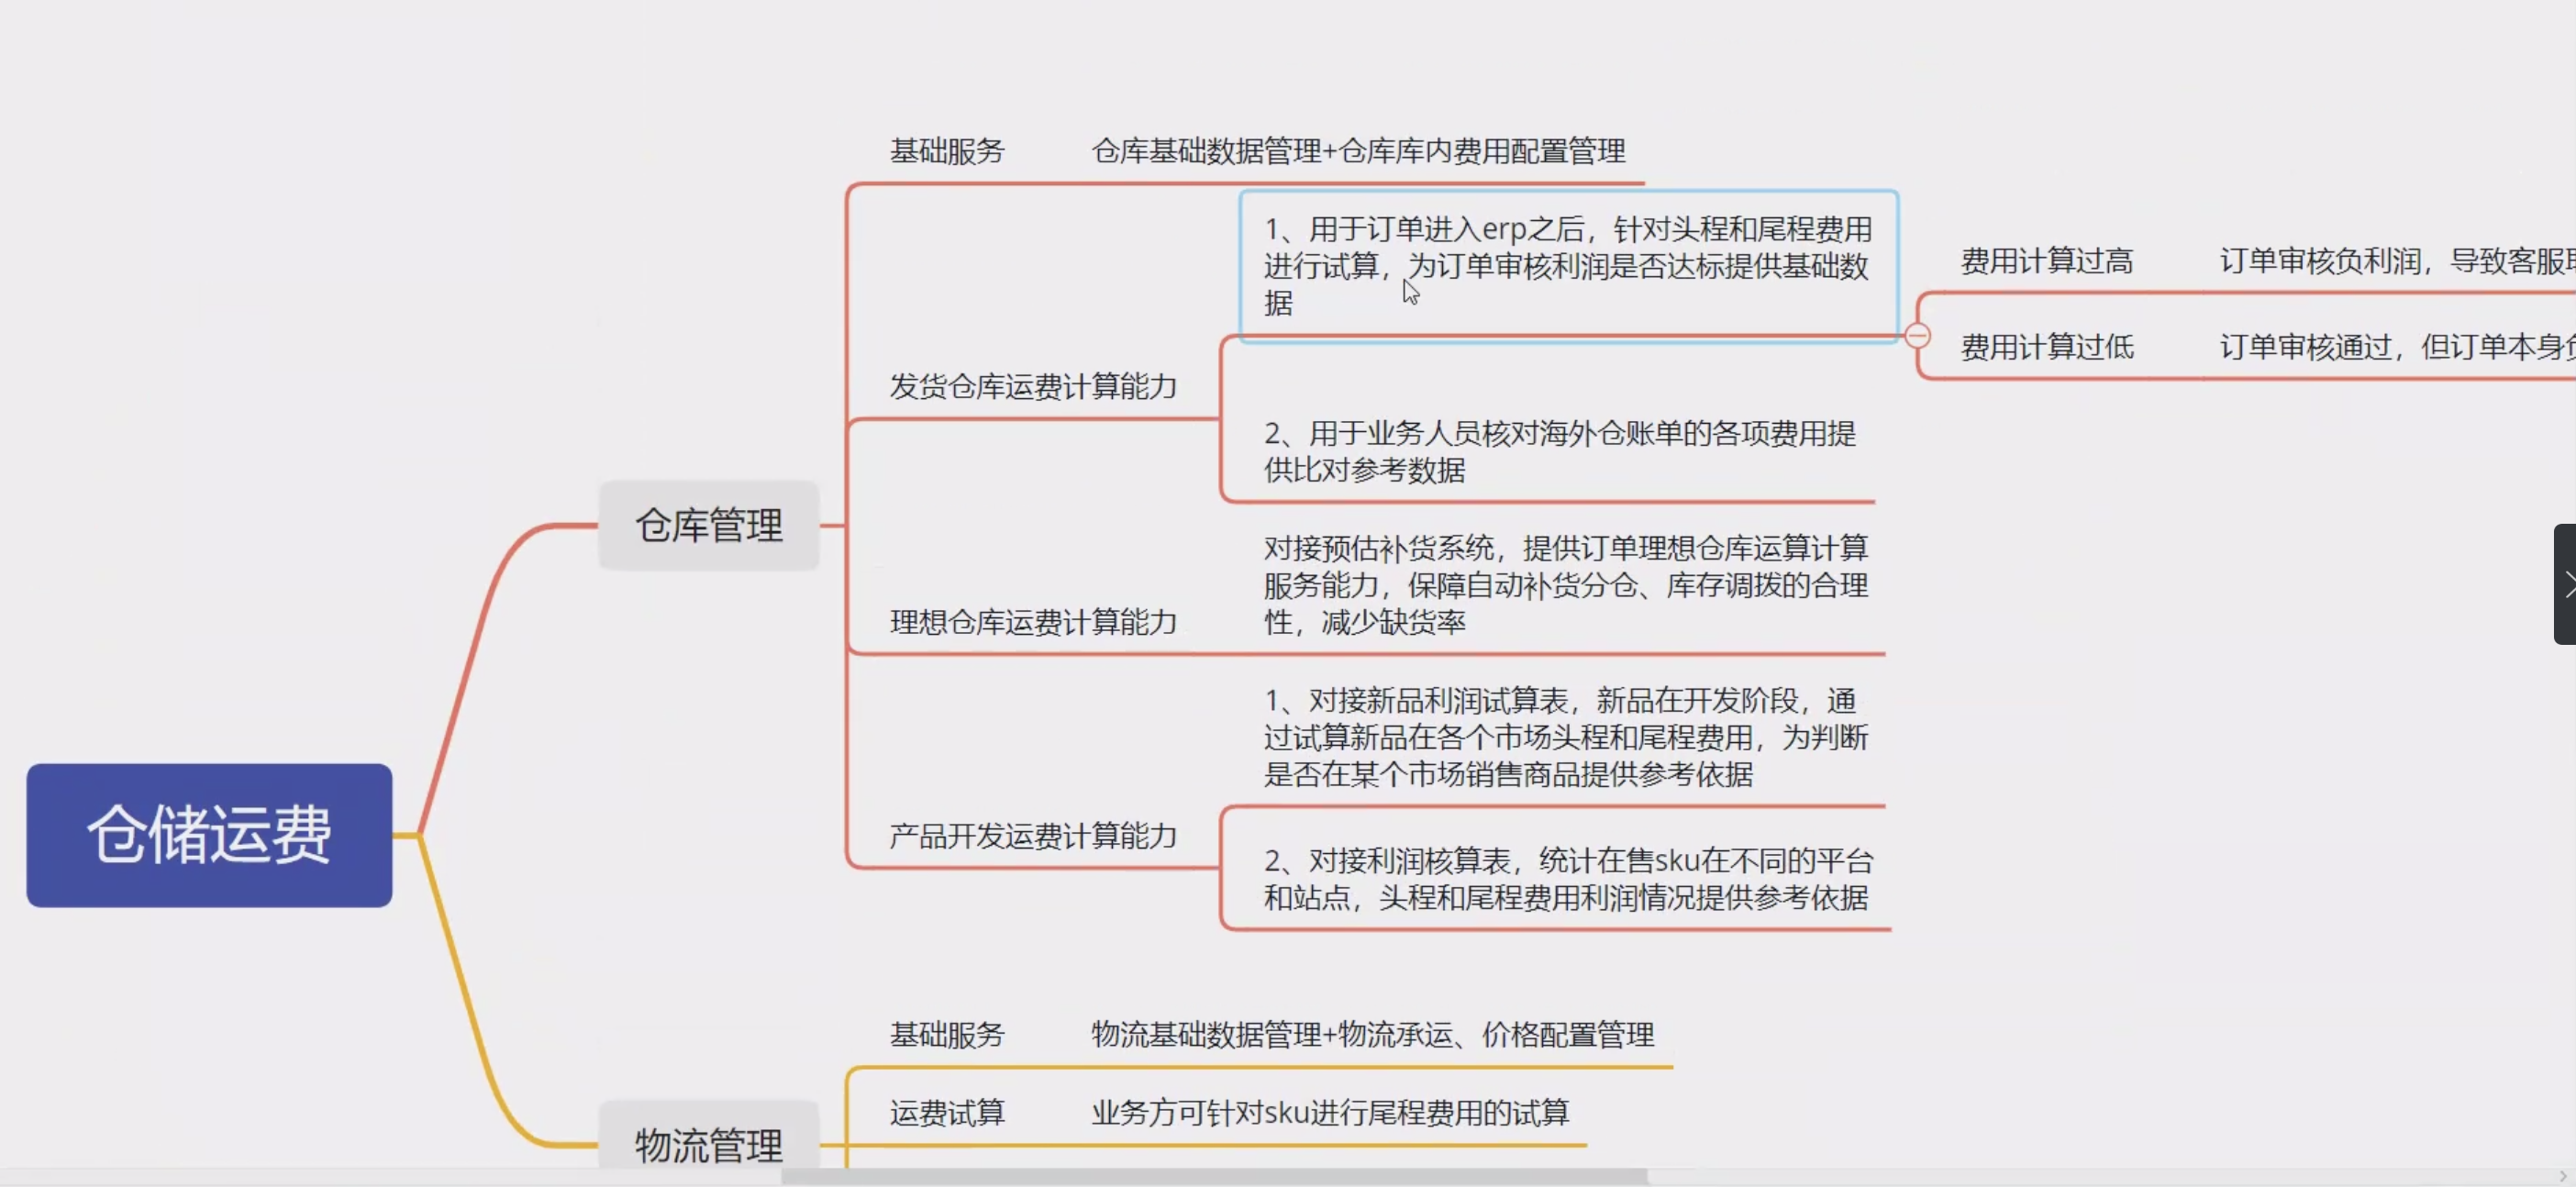 基础服务
仓库基础数据管理+仓库库内费用配置管理
1、用于订单进入erp之后，针对头程和尾程费用
进行试算，为订单审核利润是否达标提供基础数
据
费用计算过高
订单审核负利润，导致客服
费用计算过低
订单审核通过，但订单本身
发货仓库运费计算能力
2、用于业务人员核对海外仓账单的各项费用提
供比对参考数据
仓库管理
对接预估补货系统，提供订单理想仓库运算计算
服务能力，保障自动补货分仓、库存调拨的合理
性，减少缺货率
理想仓库运费计算能力
1、对接新品利润试算表，新品在开发阶段，通
过试算新品在各个市场头程和尾程费用，为判断
是否在某个市场销售商品提供参考依据
产品开发运费计算能力
2、对接利润核算表，统计在售sku在不同的平台
和站点，头程和尾程费用利润情况提供参考依据
仓储运费
基础服务
物流基础数据管理+物流承运、价格配置管理
运费试算
业务方可针对sku进行尾程费用的试算
物流管理